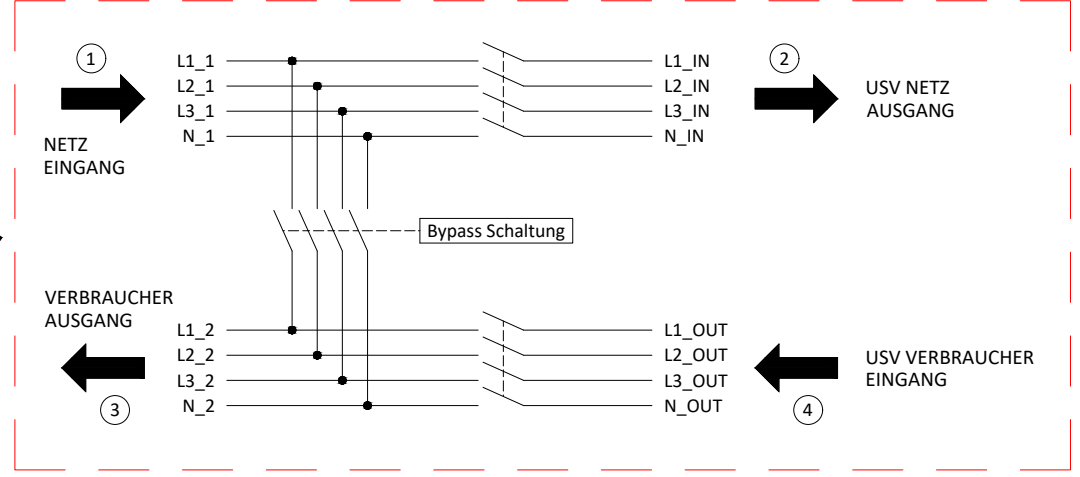 1
NETZ
EINGANG
L1_1
L2_1
L3_1
N_1
L1_IN
L2_IN
L3_IN
N_IN
2
USV NETZ
AUSGANG
Bypass Schaltung
VERBRAUCHER
AUSGANG
3
L1_2
L2_2
L3_2
N_2
L1_OUT
L2_OUT
L3_OUT
N_OUT
USV VERBRAUCHER
EINGANG
4